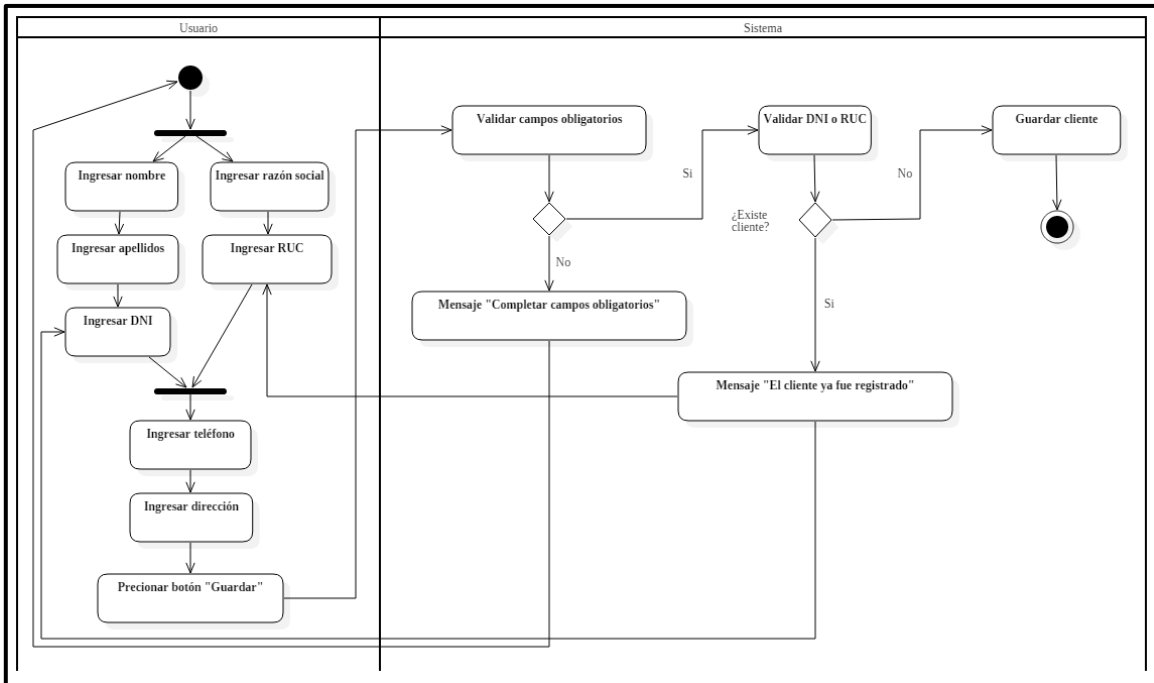 Usuario
Sistema
Ingresar nombre
Ingresar razón social
Ingresar apellidos
Ingresar RUC
Ingresar DNI
Ingresar teléfono
Ingresar dirección
Precionar botón "Guardar"
Validar campos obligatorios
Si
No
Mensaje "Completar campos obligatorios"
Validar DNI o RUC
¿Existe
cliente?
No
Si
Mensaje "El cliente ya fue registrado"
Guardar cliente